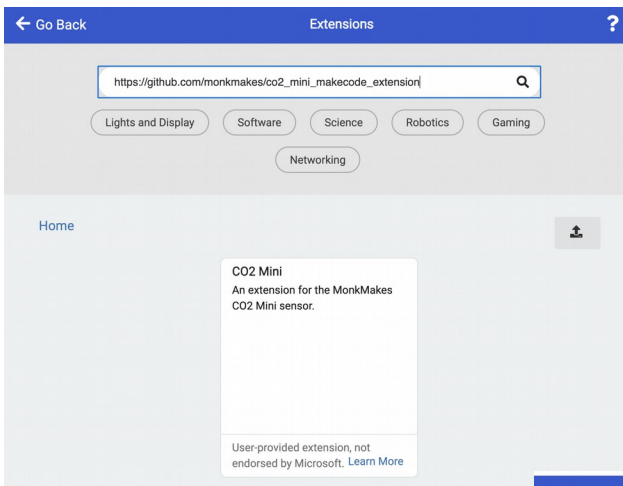 Go Back
Extensions
?
https://github.com/monkmakes/co2_mini_makecode_extension
Lights and Display
Software
Science
Robotics
Gaming
Networking
Home
CO2 Mini
An extension for the MonkMakes
CO2 Mini sensor.
User-provided extension, not
endorsed by Microsoft. Learn More